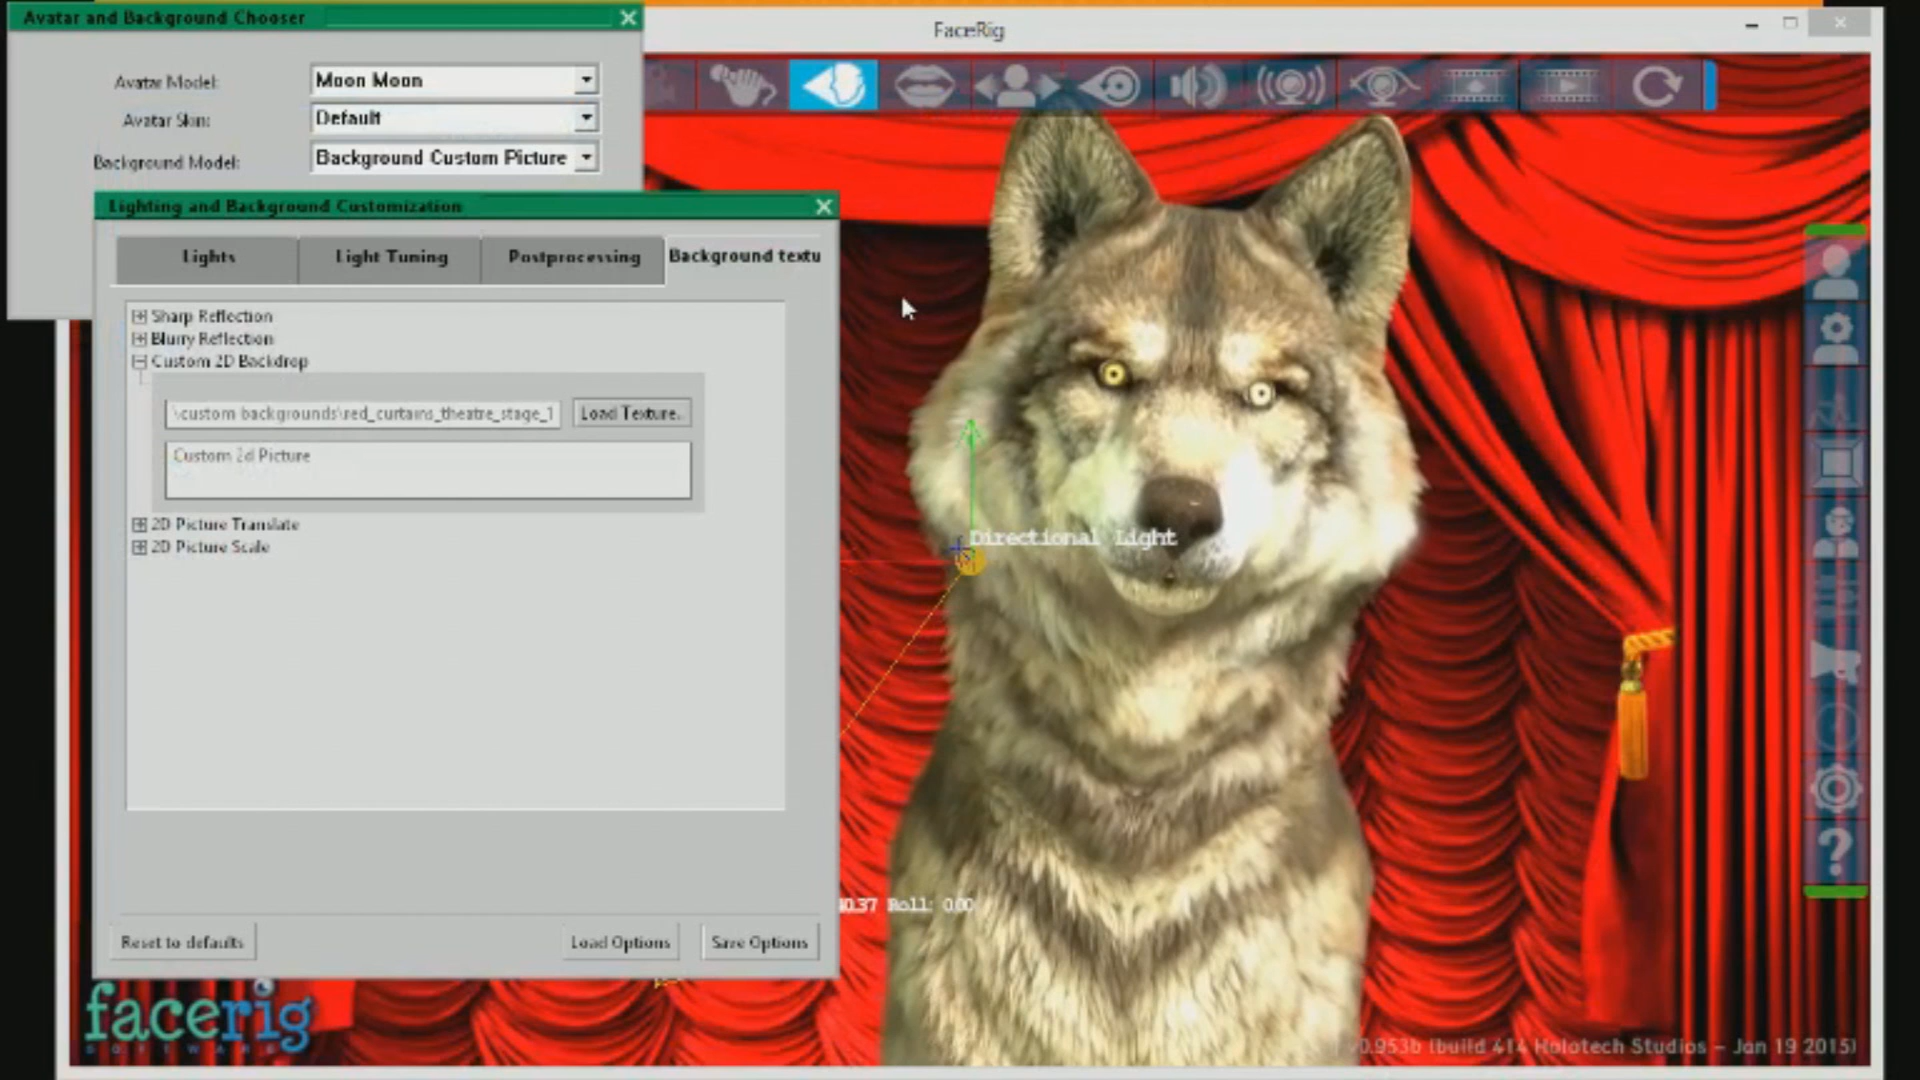 Avatar and Background Chooser
FaceRig
Avatar Model:
Moon Moon
Avatar Skin:
Default
Background Model:
Background Custom Picture
Lighting and Background Customization
Lights
Light Tuning
Postprocessing
Background textu
Sharp Reflection
Blurry Reflection
Custom 2D Backdrop
\custom backgrounds\red_curtains_theatre_stage_1
Load Texture.
Custom 2d Picture
2D Picture Translate
2D Picture Scale
Directional Light
Roll: 0.00
Reset to defaults
Load Options
Save Options
facerig
SOFTWARE
v0.953b (build 414 Holotech Studios - Jan 19 2015)